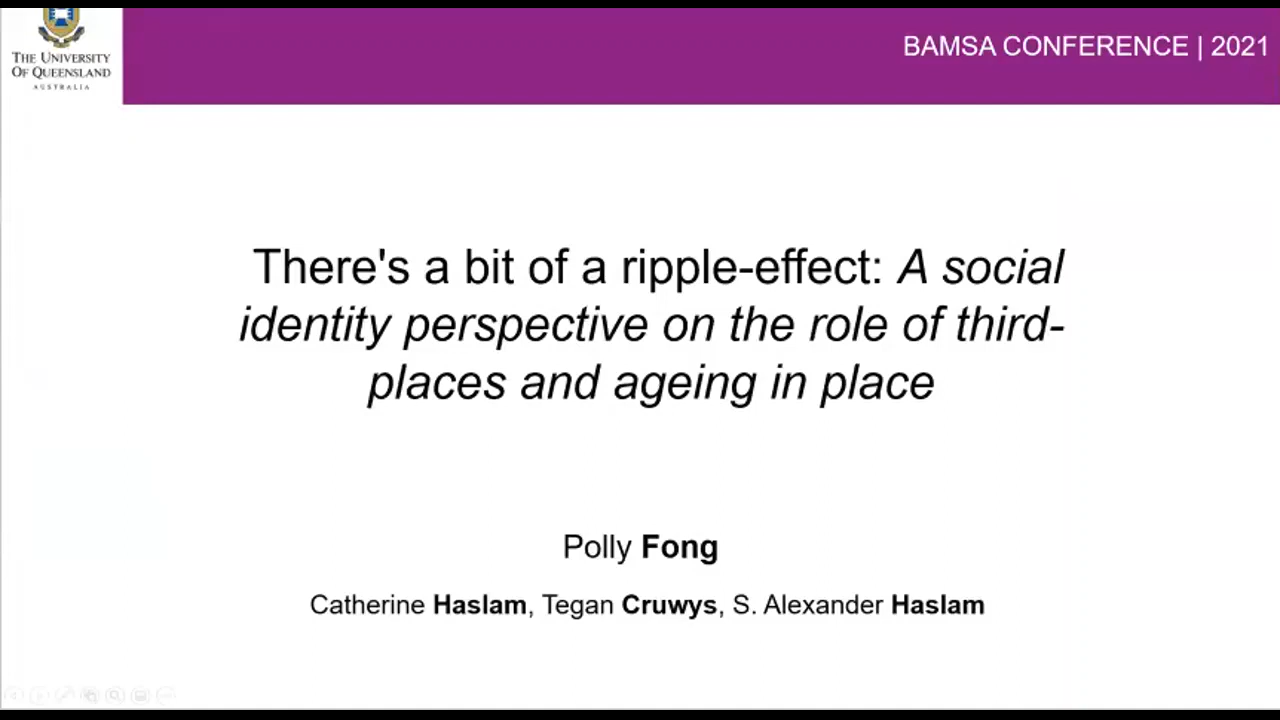 THE UNIVERSITY
OF QUEENSLAND
AUSTRALIA
BAMSA CONFERENCE | 2021
There's a bit of a ripple-effect: A social
identity perspective on the role of third-
places and ageing in place
Polly Fong
Catherine Haslam, Tegan Cruwys, S. Alexander Haslam